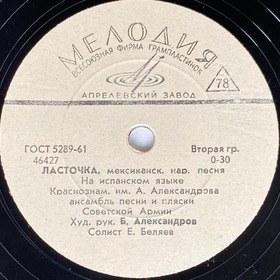 МЕЛОДИЯ
ВСЕСОЮЗНАЯ ФИРМА ГРАМПЛАСТИНОК
78
АПРЕЛЕВСКИЙ ЗАВОД
ГОСТ 5289-61 Вторая гр.
46427 0-30
ЛАСТОЧКА, мексиканск. нар. песня
На испанском языке
Краснознам. им. А. Александрова
ансамбль песни и пляски
Советской Армии
Худ. рук. Б. Александров
Солист Е. Беляев